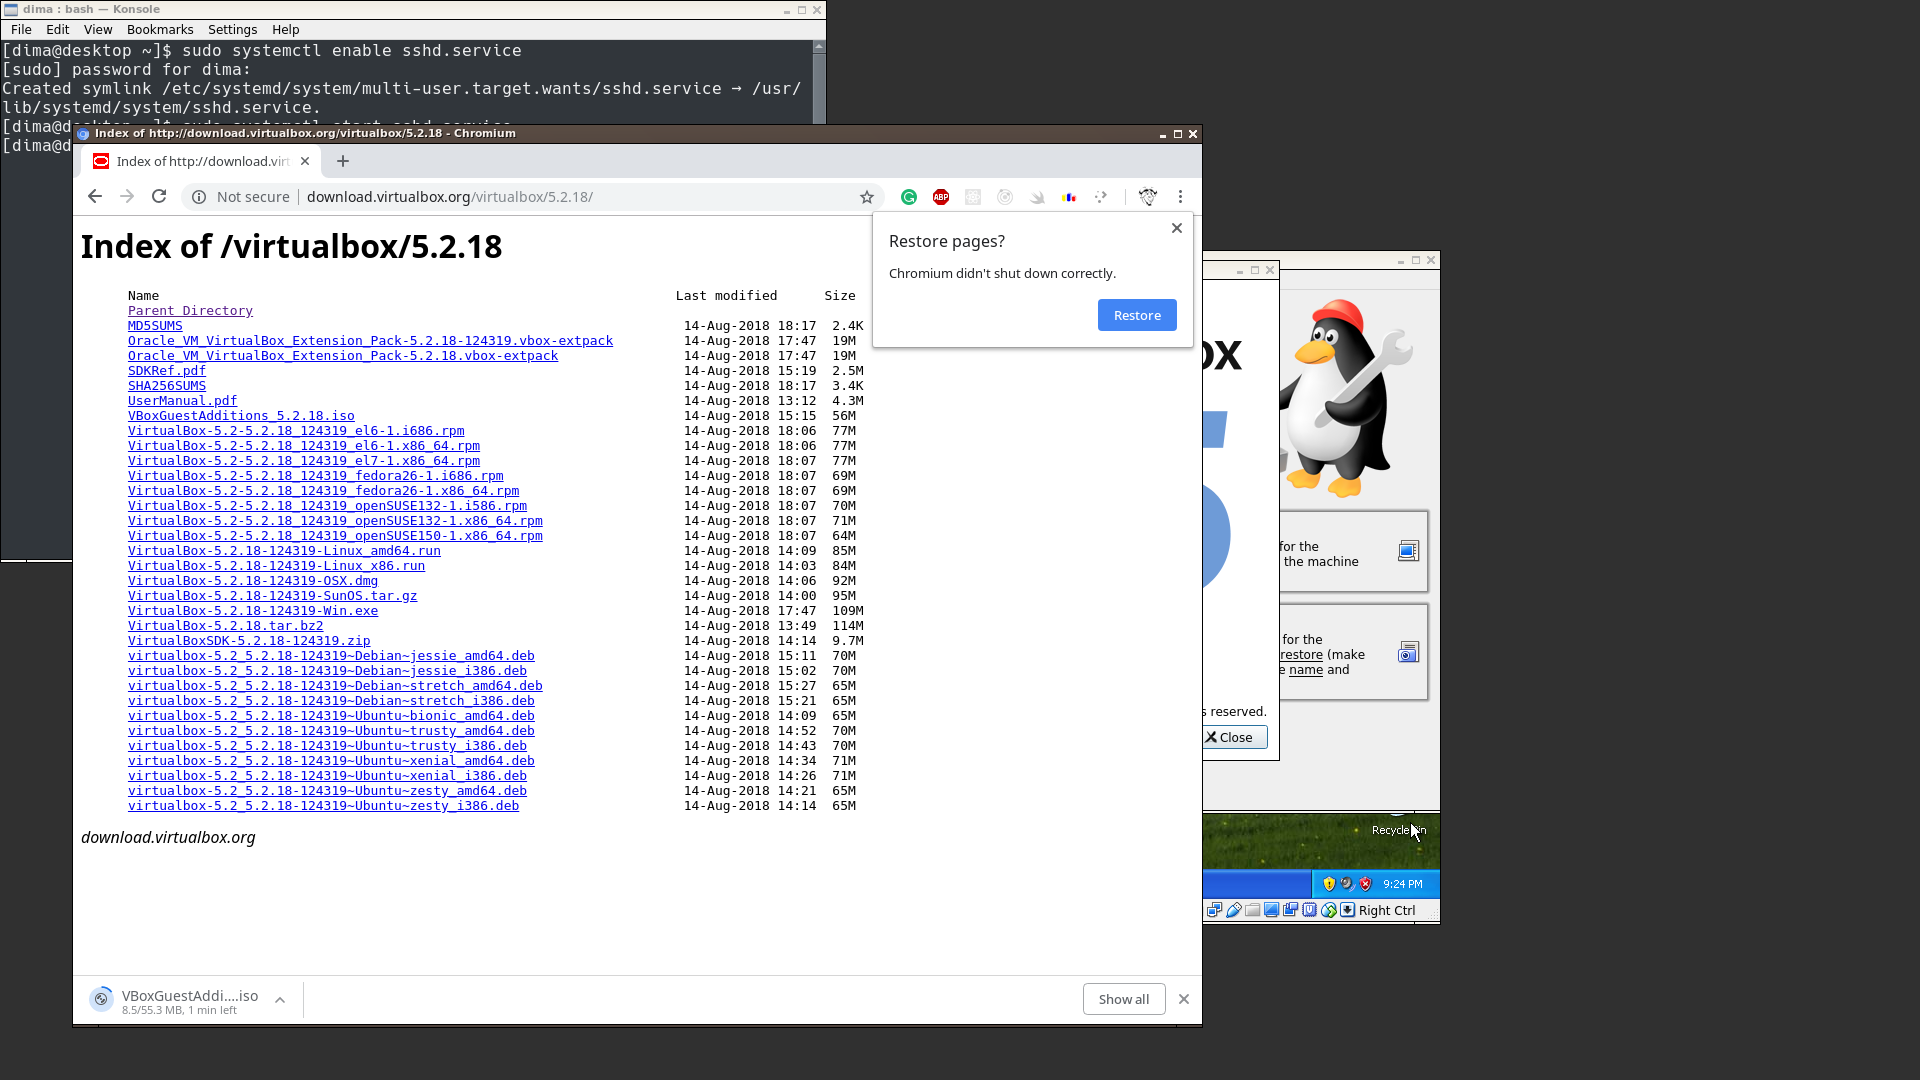 dima : bash — Konsole
File Edit View Bookmarks Settings Help
[dima@desktop ~]$ sudo systemctl enable sshd.service
[sudo] password for dima:
Created symlink /etc/systemd/system/multi-user.target.wants/sshd.service → /usr/
lib/systemd/system/sshd.service.
[dima@d
[dima@d
Index of http://download.virtualbox.org/virtualbox/5.2.18 - Chromium
Index of http://download.virt
Not secure download.virtualbox.org/virtualbox/5.2.18/
ABP
Restore pages?
Chromium didn't shut down correctly.
Restore
Index of /virtualbox/5.2.18
Name Last modified Size
Parent Directory
MD5SUMS 14-Aug-2018 18:17 2.4K
Oracle_VM_VirtualBox_Extension_Pack-5.2.18-124319.vbox-extpack 14-Aug-2018 17:47 19M
Oracle_VM_VirtualBox_Extension_Pack-5.2.18.vbox-extpack 14-Aug-2018 17:47 19M
SDKRef.pdf 14-Aug-2018 15:19 2.5M
SHA256SUMS 14-Aug-2018 18:17 3.4K
UserManual.pdf 14-Aug-2018 13:12 4.3M
VBoxGuestAdditions_5.2.18.iso 14-Aug-2018 15:15 56M
VirtualBox-5.2-5.2.18_124319_el6-1.i686.rpm 14-Aug-2018 18:06 77M
VirtualBox-5.2-5.2.18_124319_el6-1.x86_64.rpm 14-Aug-2018 18:06 77M
VirtualBox-5.2-5.2.18_124319_el7-1.x86_64.rpm 14-Aug-2018 18:07 77M
VirtualBox-5.2-5.2.18_124319_fedora26-1.i686.rpm 14-Aug-2018 18:07 69M
VirtualBox-5.2-5.2.18_124319_fedora26-1.x86_64.rpm 14-Aug-2018 18:07 69M
VirtualBox-5.2-5.2.18_124319_openSUSE132-1.i586.rpm 14-Aug-2018 18:07 70M
VirtualBox-5.2-5.2.18_124319_openSUSE132-1.x86_64.rpm 14-Aug-2018 18:07 71M
VirtualBox-5.2-5.2.18_124319_openSUSE150-1.x86_64.rpm 14-Aug-2018 18:07 64M
VirtualBox-5.2.18-124319-Linux_amd64.run 14-Aug-2018 14:09 85M
VirtualBox-5.2.18-124319-Linux_x86.run 14-Aug-2018 14:03 84M
VirtualBox-5.2.18-124319-OSX.dmg 14-Aug-2018 14:06 92M
VirtualBox-5.2.18-124319-SunOS.tar.gz 14-Aug-2018 14:00 95M
VirtualBox-5.2.18-124319-Win.exe 14-Aug-2018 17:47 109M
VirtualBox-5.2.18.tar.bz2 14-Aug-2018 13:49 114M
VirtualBoxSDK-5.2.18-124319.zip 14-Aug-2018 14:14 9.7M
virtualbox-5.2_5.2.18-124319~Debian~jessie_amd64.deb 14-Aug-2018 15:11 70M
virtualbox-5.2_5.2.18-124319~Debian~jessie_i386.deb 14-Aug-2018 15:02 70M
virtualbox-5.2_5.2.18-124319~Debian~stretch_amd64.deb 14-Aug-2018 15:27 65M
virtualbox-5.2_5.2.18-124319~Debian~stretch_i386.deb 14-Aug-2018 15:21 65M
virtualbox-5.2_5.2.18-124319~Ubuntu~bionic_amd64.deb 14-Aug-2018 14:09 65M
virtualbox-5.2_5.2.18-124319~Ubuntu~trusty_amd64.deb 14-Aug-2018 14:52 70M
virtualbox-5.2_5.2.18-124319~Ubuntu~trusty_i386.deb 14-Aug-2018 14:43 70M
virtualbox-5.2_5.2.18-124319~Ubuntu~xenial_amd64.deb 14-Aug-2018 14:34 71M
virtualbox-5.2_5.2.18-124319~Ubuntu~xenial_i386.deb 14-Aug-2018 14:26 71M
virtualbox-5.2_5.2.18-124319~Ubuntu~zesty_amd64.deb 14-Aug-2018 14:21 65M
virtualbox-5.2_5.2.18-124319~Ubuntu~zesty_i386.deb 14-Aug-2018 14:14 65M
download.virtualbox.org
VBoxGuestAddi....iso
8.5/55.3 MB, 1 min left
Show all
ox
for the
the machine
for the
restore (make
name and
s reserved.
Close
Recycle
9:24 PM
Right Ctrl